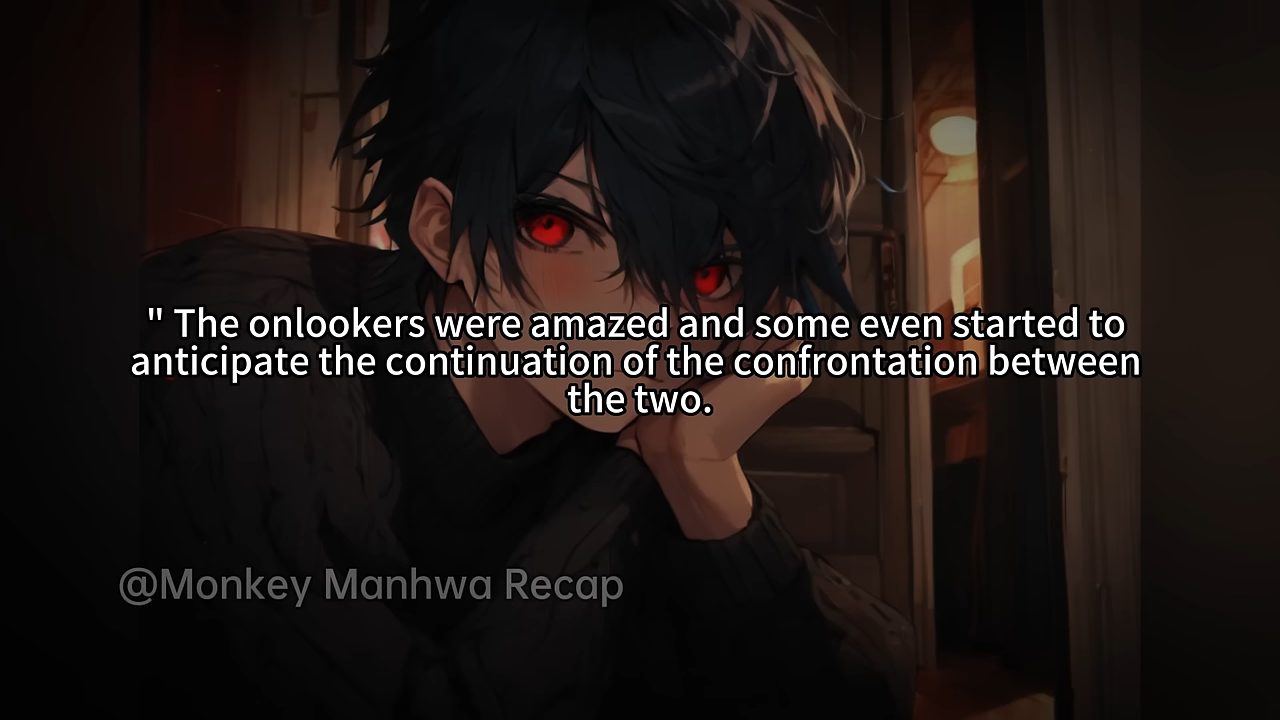 " The onlookers were amazed and some even started to
anticipate the continuation of the confrontation between
the two.
@Monkey Manhwa Recap